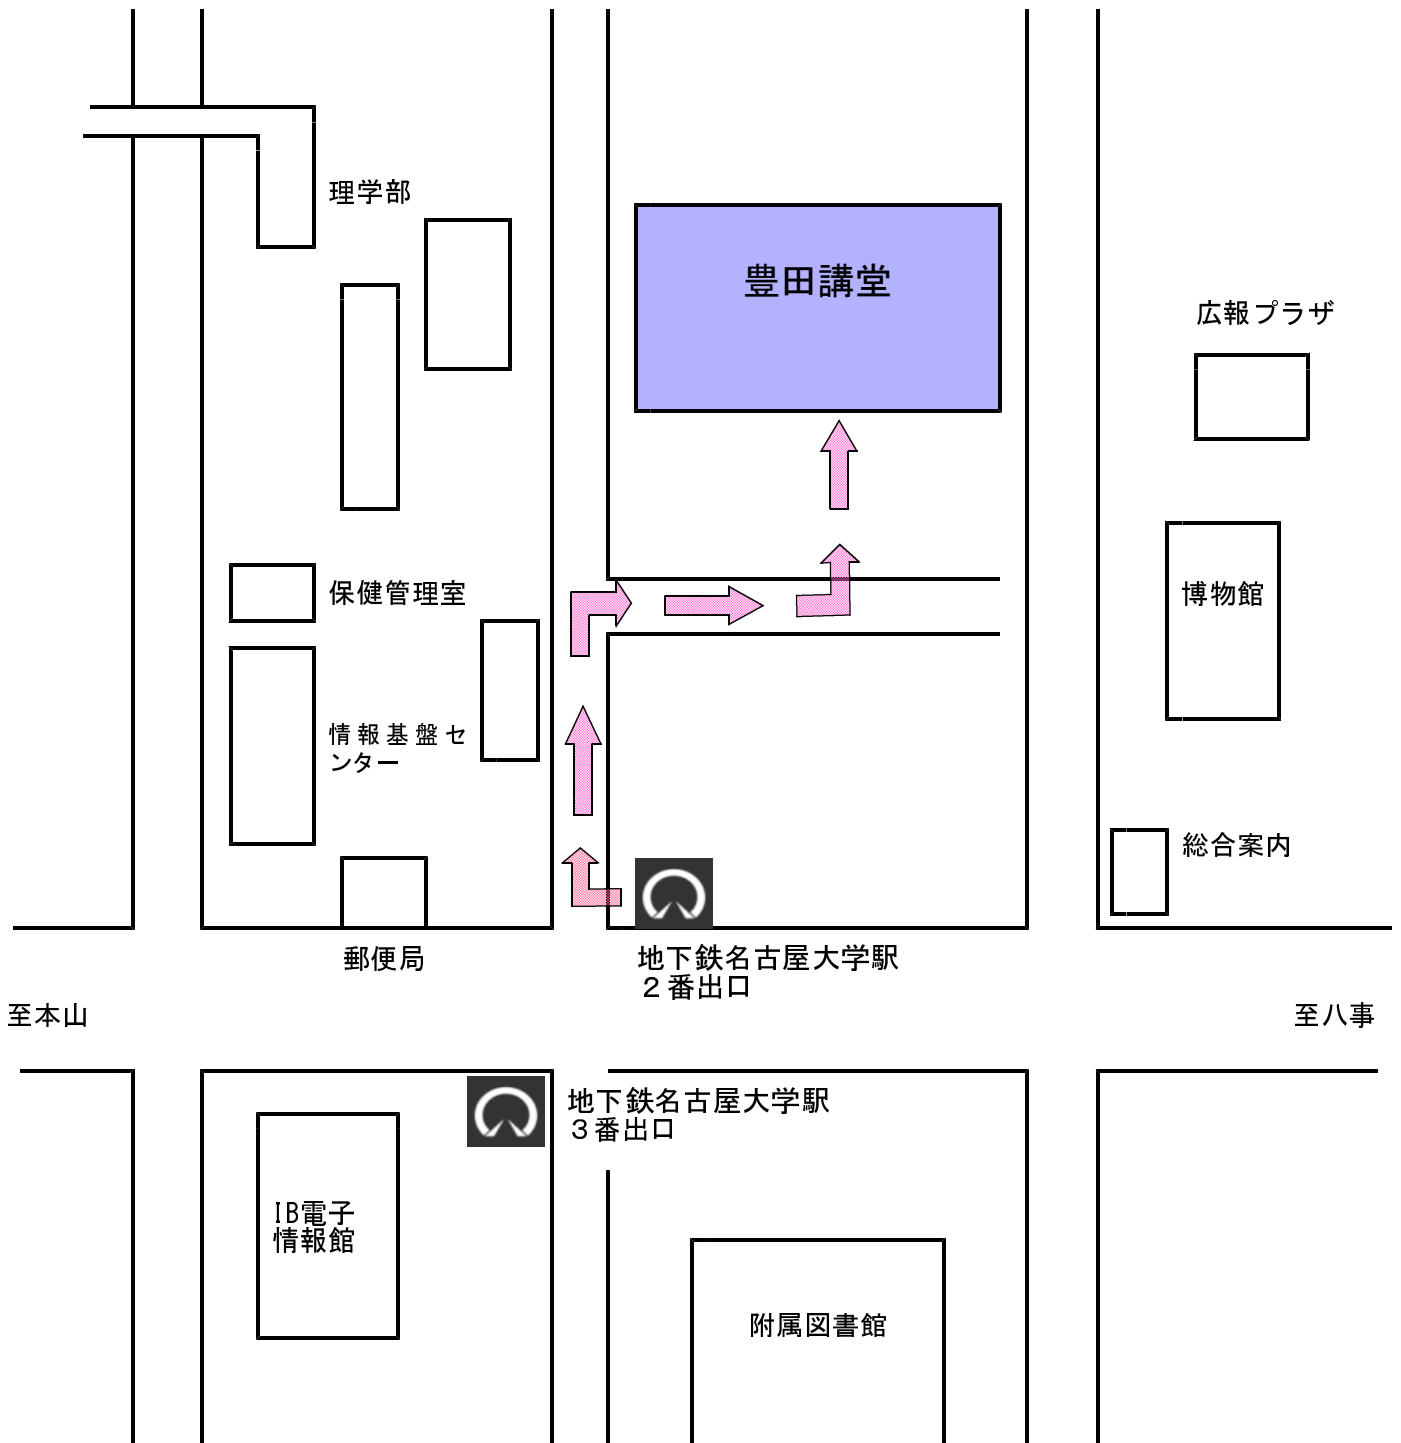 理学部
豊田講堂
広報プラザ
保健管理室
博物館
情報基盤セ
ンター
総合案内
郵便局
地下鉄名古屋大学駅
２番出口
至本山
至八事
地下鉄名古屋大学駅
３番出口
IB電子
情報館
附属図書館